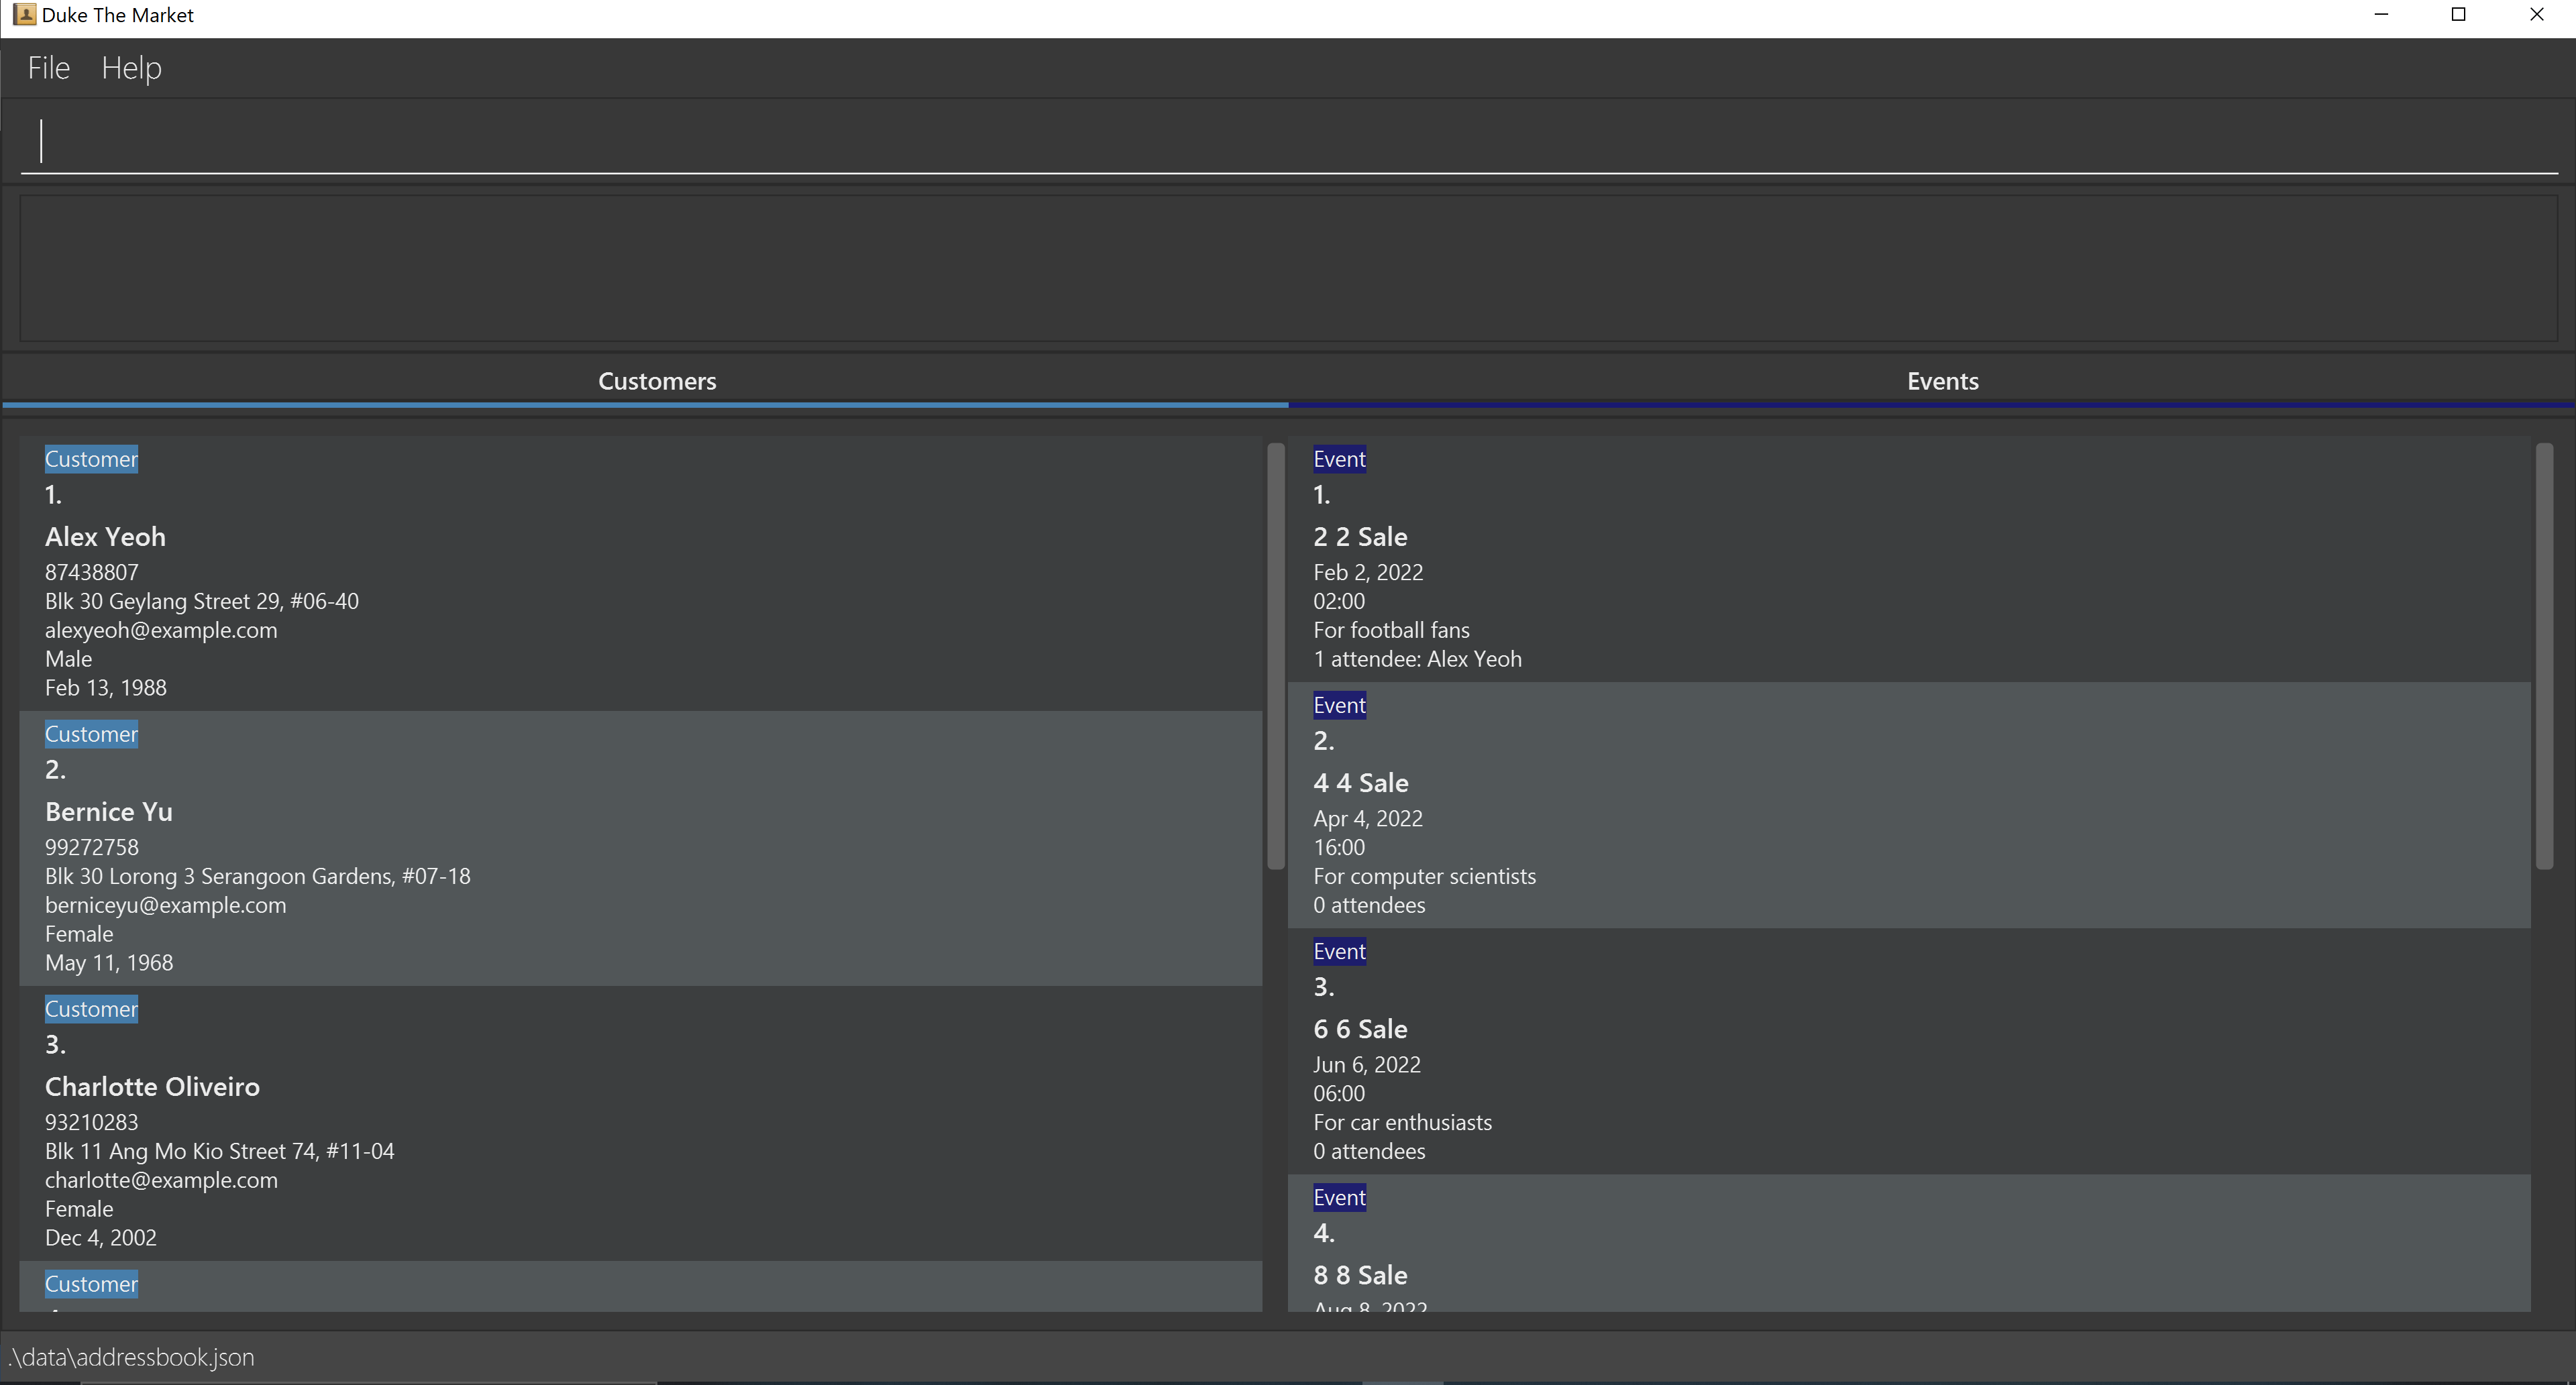 Duke The Market
File Help
Customers
Events
Customer
1.
Alex Yeoh
87438807
Blk 30 Geylang Street 29, #06-40
alexyeoh@example.com
Male
Feb 13, 1988
Customer
2.
Bernice Yu
99272758
Blk 30 Lorong 3 Serangoon Gardens, #07-18
berniceyu@example.com
Female
May 11, 1968
Customer
3.
Charlotte Oliveiro
93210283
Blk 11 Ang Mo Kio Street 74, #11-04
charlotte@example.com
Female
Dec 4, 2002
Customer
Event
1.
2 2 Sale
Feb 2, 2022
02:00
For football fans
1 attendee: Alex Yeoh
Event
2.
4 4 Sale
Apr 4, 2022
16:00
For computer scientists
0 attendees
Event
3.
6 6 Sale
Jun 6, 2022
06:00
For car enthusiasts
0 attendees
Event
4.
8 8 Sale
Aug 8, 2022
.\data\addressbook.json